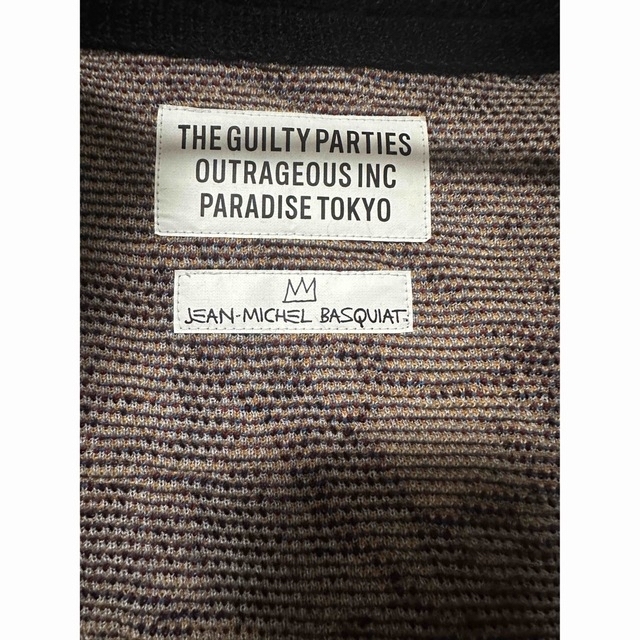 THE GUILTY PARTIES
OUTRAGEOUS INC
PARADISE TOKYO
JEAN-MICHEL BASQUIAT.